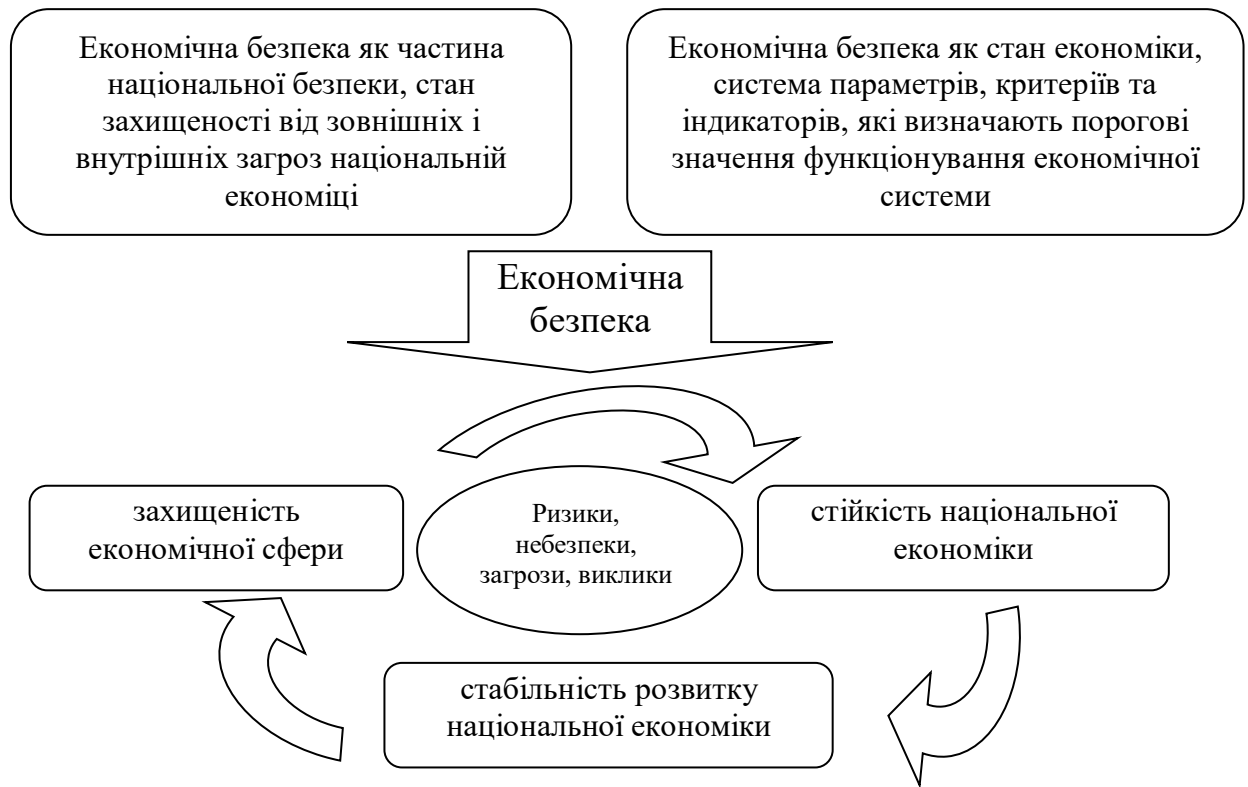 Економічна безпека як частина
національної безпеки, стан
захищеності від зовнішніх і
внутрішніх загроз національній
економіці
Економічна безпека як стан економіки,
система параметрів, критеріїв та
індикаторів, які визначають порогові
значення функціонування економічної
системи
Економічна
безпека
захищеність
економічної сфери
Ризики,
небезпеки,
загрози, виклики
стійкість національної
економіки
стабільність розвитку
національної економіки